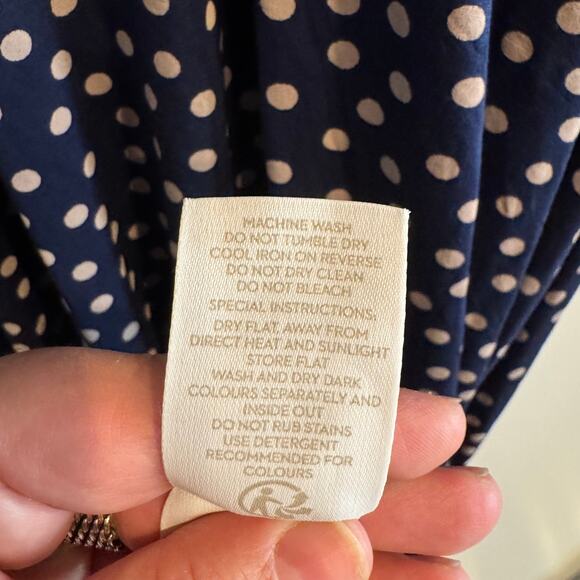 MACHINE WASH
DO NOT TUMBLE DRY
COOL IRON ON REVERSE
DO NOT DRY CLEAN
DO NOT BLEACH
SPECIAL INSTRUCTIONS:
DRY FLAT, AWAY FROM
DIRECT HEAT AND SUNLIGHT
STORE FLAT
WASH AND DRY DARK
COLOURS SEPARATELY AND
INSIDE OUT
DO NOT RUB STAINS
USE DETERGENT
RECOMMENDED FOR
COLOURS